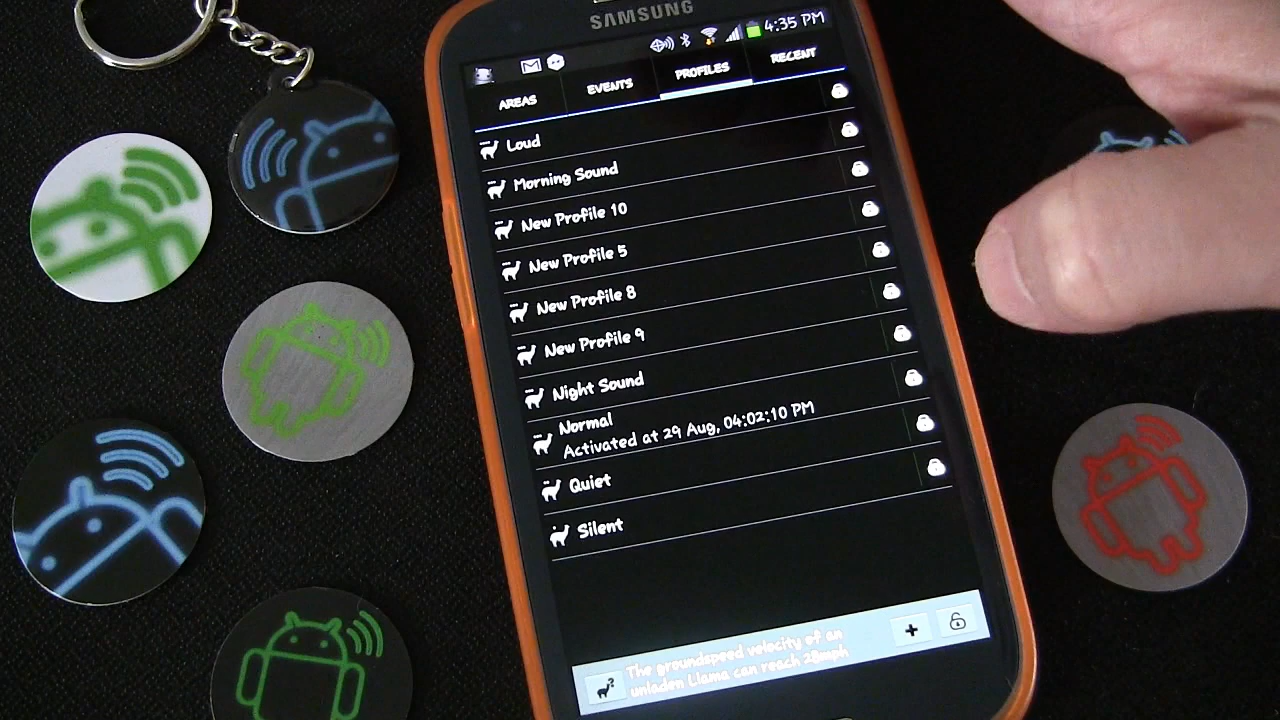 SAMSUNG
4:35 PM
AREAS
EVENTS
PROFILES
RECENT
Loud
Morning Sound
New Profile 10
New Profile 5
New Profile 8
New Profile 9
Night Sound
Normal
Activated at 29 Aug, 04:02:10 PM
Quiet
Silent
The groundspeed velocity of an
unladen Llama can reach 28mph